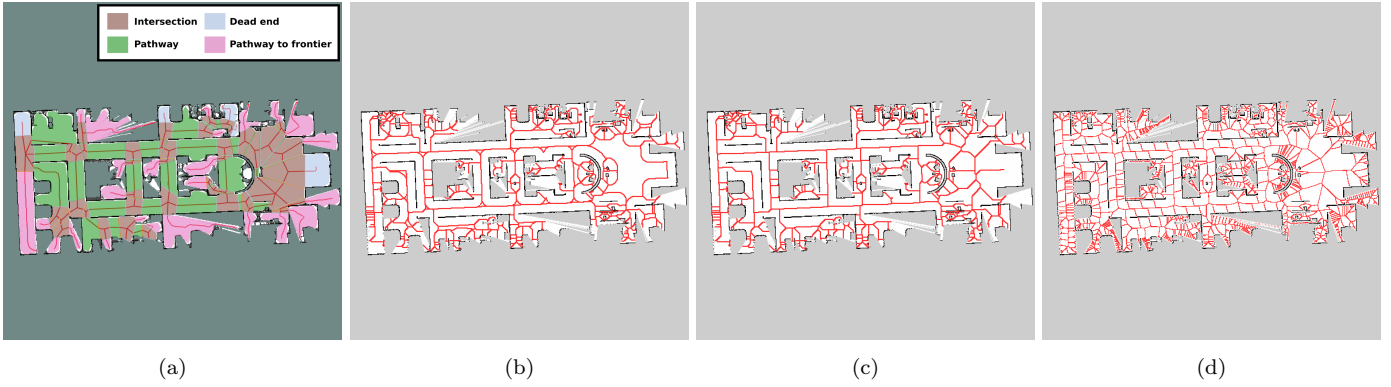 Intersection Dead end
Pathway Pathway to frontier
(a) (b) (c) (d)